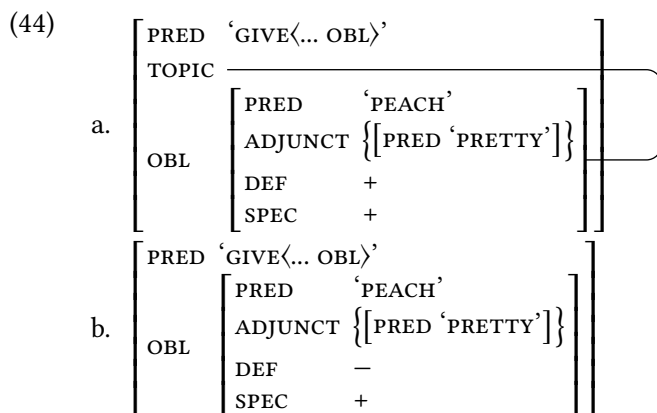 (44)
PRED ‘GIVE⟨... OBL⟩’
TOPIC
PRED ‘PEACH’
a. ADJUNCT {[PRED ‘PRETTY’]}
OBL
DEF +
SPEC +
PRED ‘GIVE⟨... OBL⟩’
PRED ‘PEACH’
b. ADJUNCT {[PRED ‘PRETTY’]}
OBL
DEF −
SPEC +